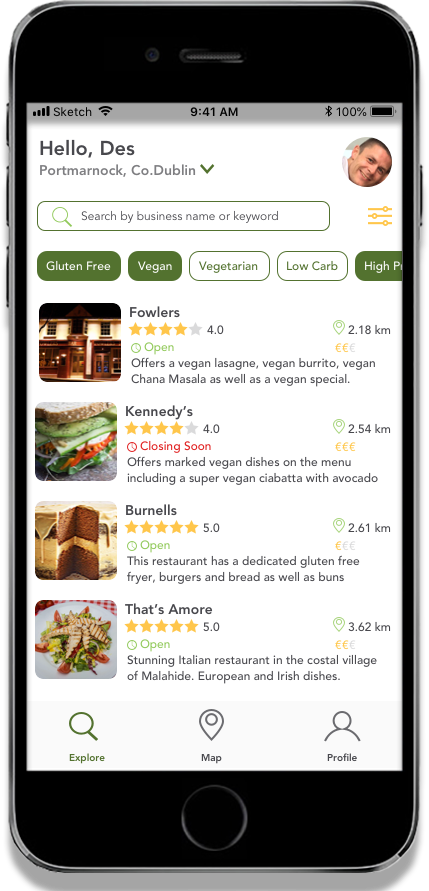 Sketch 9:41 AM 100%
Hello, Des
Portmarnock, Co.Dublin
Search by business name or keyword
Gluten Free Vegan Vegetarian Low Carb High Pr
Fowlers
4.0 2.18 km
Open €€€
Offers a vegan lasagne, vegan burrito, vegan
Chana Masala as well as a vegan special.
Kennedy's
4.0 2.54 km
Closing Soon €€€
Offers marked vegan dishes on the menu
including a super vegan ciabatta with avocado
Burnells
5.0 2.61 km
Open €€€
This restaurant has a dedicated gluten free
fryer, burgers and bread as well as buns
That's Amore
5.0 3.62 km
Open €€€
Stunning Italian restaurant in the costal village
of Malahide. European and Irish dishes.
Explore Map Profile